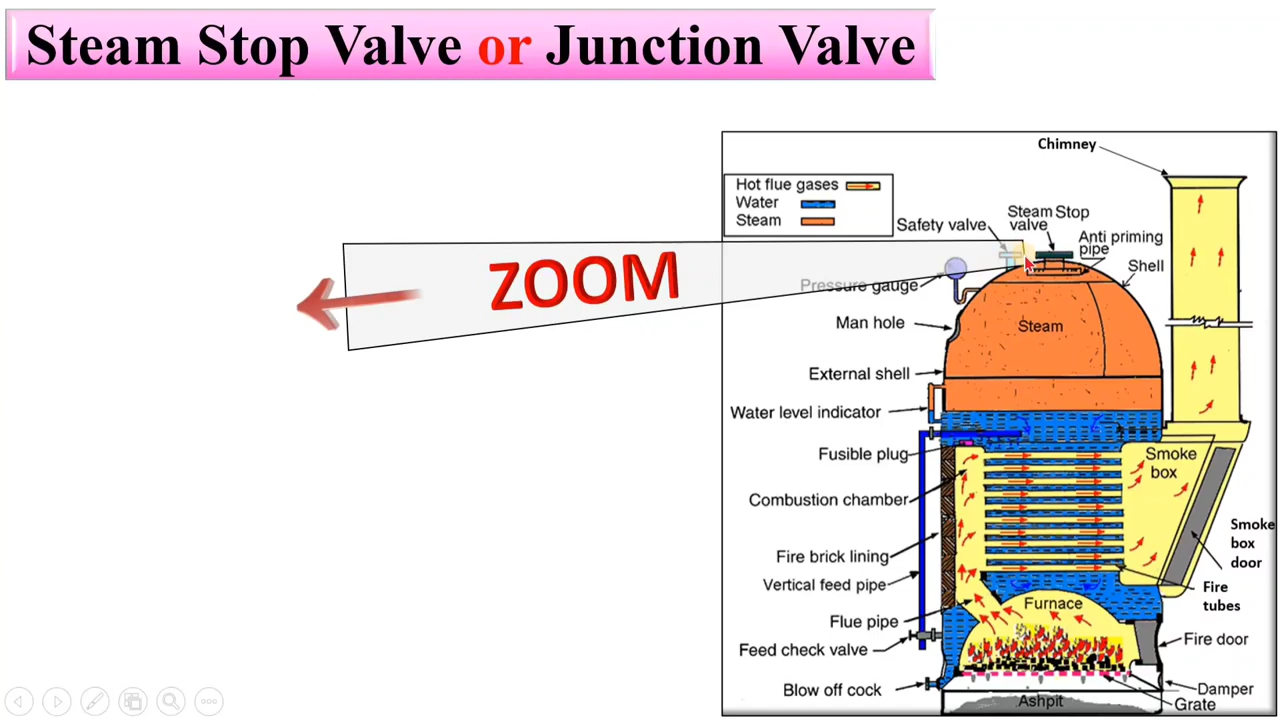 Steam Stop Valve or Junction Valve
Chimney
Hot flue gases
Water
Steam
Steam Stop
valve
Safety valve
Anti priming
pipe
Shell
ZOOM
Pressure gauge
Man hole
Steam
External shell
Water level indicator
Fusible plug
Smoke
box
Combustion chamber
Smoke
box
door
Fire brick lining
Vertical feed pipe
Fire
tubes
Furnace
Flue pipe
Fire door
Feed check valve
Blow off cock
Damper
Grate
Ashpit